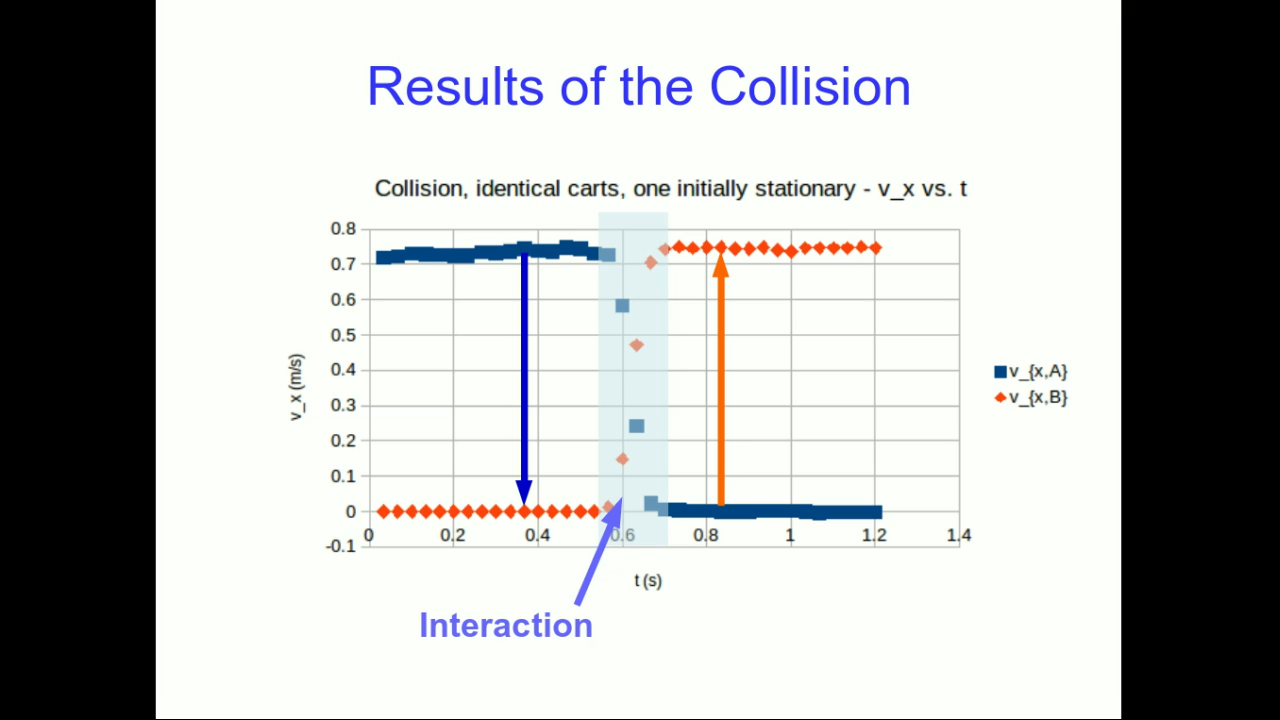 Results of the Collision
Collision, identical carts, one initially stationary - v_x vs. t
0.8
0.7
0.6
0.5
0.4
0.3
0.2
0.1
0
-0.1
v_x (m/s)
0 0.2 0.4 0.6 0.8 1 1.2 1.4
t (s)
v_{x,A}
v_{x,B}
Interaction